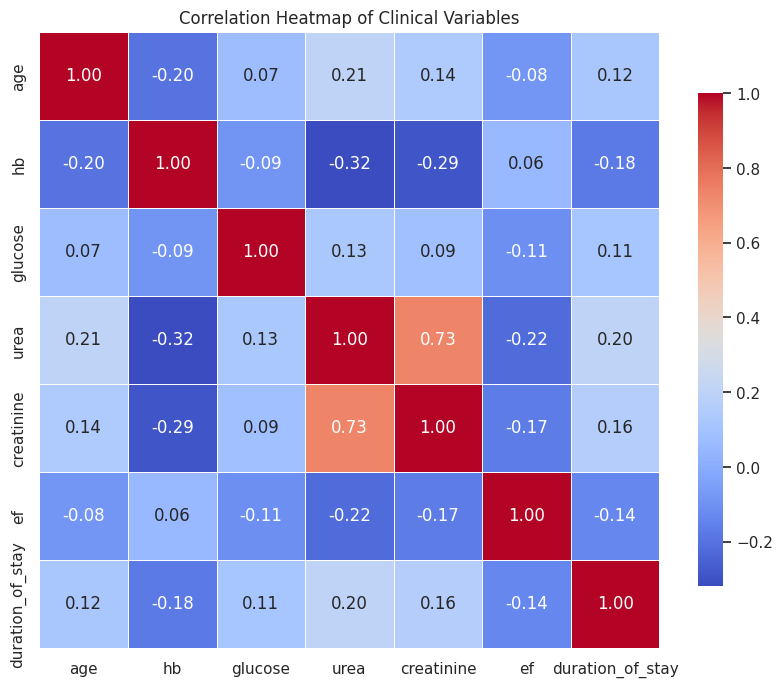 Correlation Heatmap of Clinical Variables
age 1.00 -0.20 0.07 0.21 0.14 -0.08 0.12
hb -0.20 1.00 -0.09 -0.32 -0.29 0.06 -0.18
glucose 0.07 -0.09 1.00 0.13 0.09 -0.11 0.11
urea 0.21 -0.32 0.13 1.00 0.73 -0.22 0.20
creatinine 0.14 -0.29 0.09 0.73 1.00 -0.17 0.16
ef -0.08 0.06 -0.11 -0.22 -0.17 1.00 -0.14
duration_of_stay 0.12 -0.18 0.11 0.20 0.16 -0.14 1.00
age hb glucose urea creatinine ef duration_of_stay
1.0
0.8
0.6
0.4
0.2
0.0
−0.2